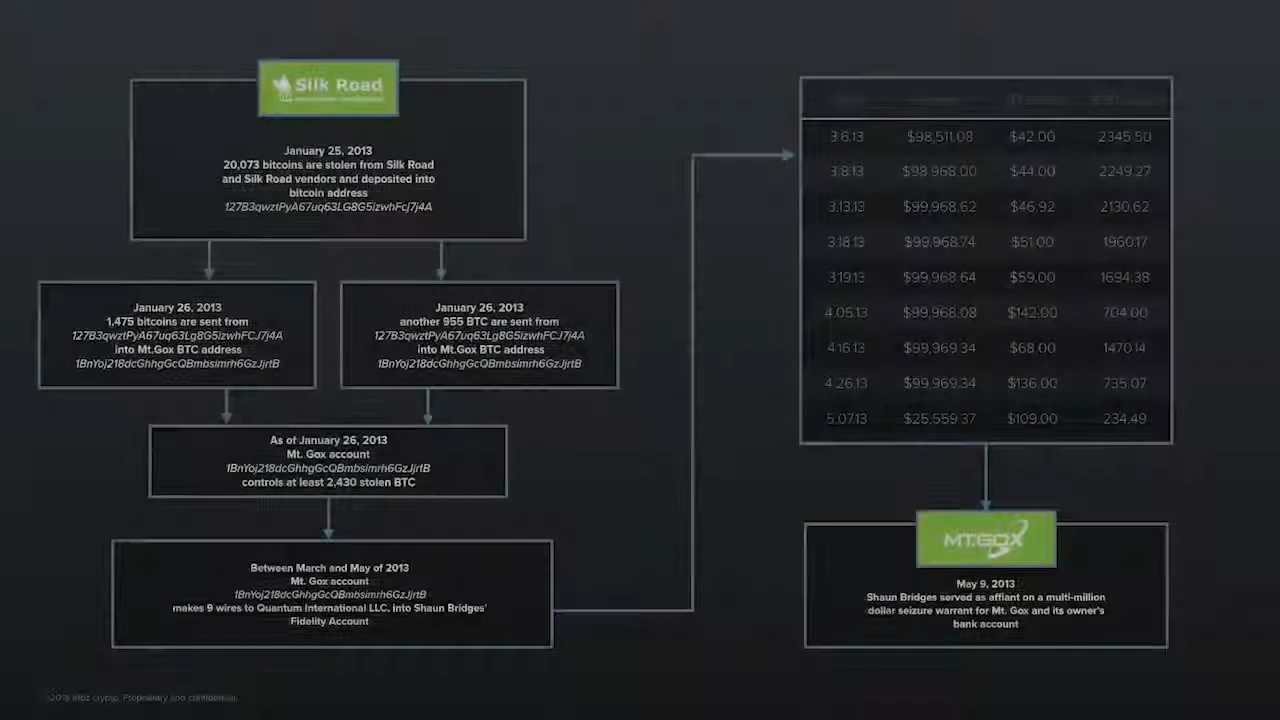 Silk Road
January 25, 2013
20,073 bitcoins are stolen from Silk Road
and Silk Road vendors and deposited into
bitcoin address
127B3qwztPyA67uq63LG8G5izwhFcj7j4A
January 26, 2013
1,475 bitcoins are sent from
127B3qwztPyA67uq63Lg8G5izwhFCJ7j4A
into Mt.Gox BTC address
1BnYoj218dcGhhgGcQBmbsimrh6GzJjrtB
January 26, 2013
another 955 BTC are sent from
127B3qwztPyA67uq63Lg8G5izwhFCJ7j4A
into Mt.Gox BTC address
1BnYoj218dcGhhgGcQBmbsimrh6GzJjrtB
As of January 26, 2013
Mt. Gox account
1BnYoj218dcGhhgGcQBmbsimrh6GzJjrtB
controls at least 2,430 stolen BTC
Between March and May of 2013
Mt. Gox account
1BnYoj218dcGhhgGcQBmbsimrh6GzJjrtB
makes 9 wires to Quantum International LLC, into Shaun Bridges'
Fidelity Account
3.6.13 $98,511.08 $42.00 2345.50
3.8.13 $98,968.00 $44.00 2249.27
3.13.13 $99,968.62 $46.92 2130.62
3.18.13 $99,968.74 $51.00 1960.17
3.19.13 $99,968.64 $59.00 1694.38
4.05.13 $99,968.08 $142.00 704.00
4.16.13 $99,969.34 $68.00 1470.14
4.26.13 $99,969.34 $136.00 735.07
5.07.13 $25,559.37 $109.00 234.49
MT.GOX
May 9, 2013
Shaun Bridges served as affiant on a multi-million
dollar seizure warrant for Mt. Gox and its owner's
bank account
2018 a16z crypto. Proprietary and confidential.